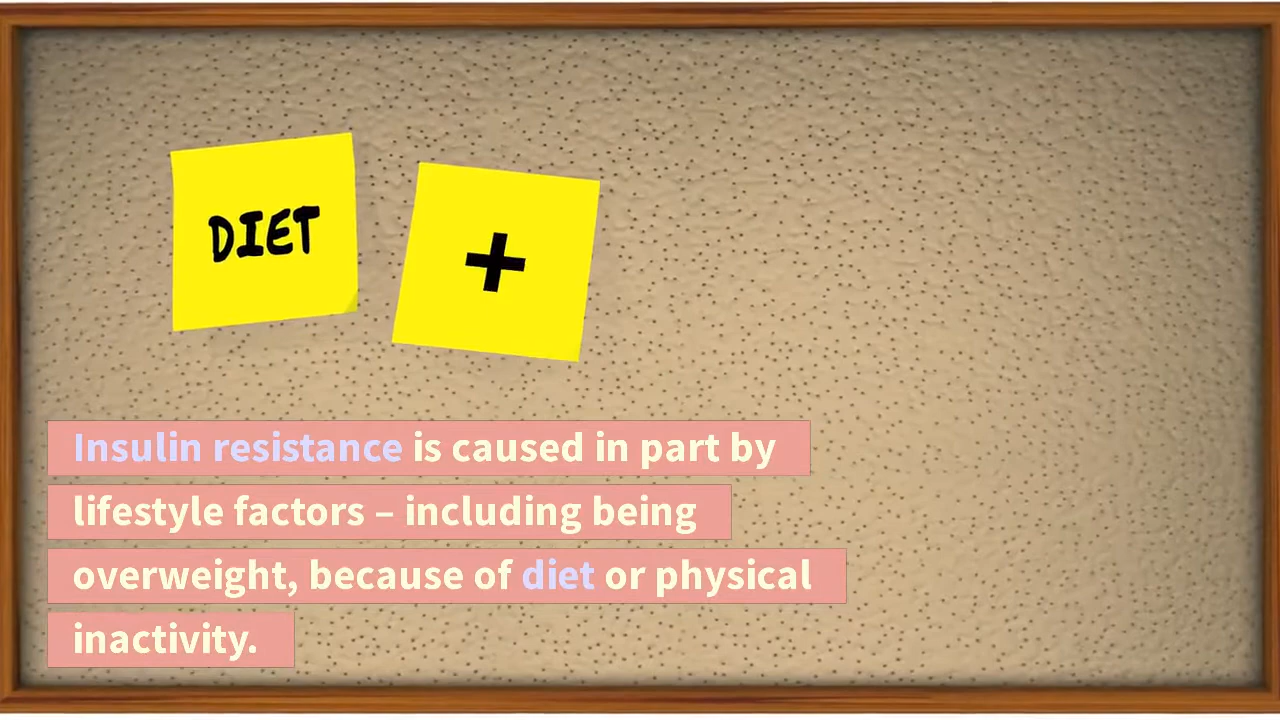 DIET
+
Insulin resistance is caused in part by
lifestyle factors – including being
overweight, because of diet or physical
inactivity.